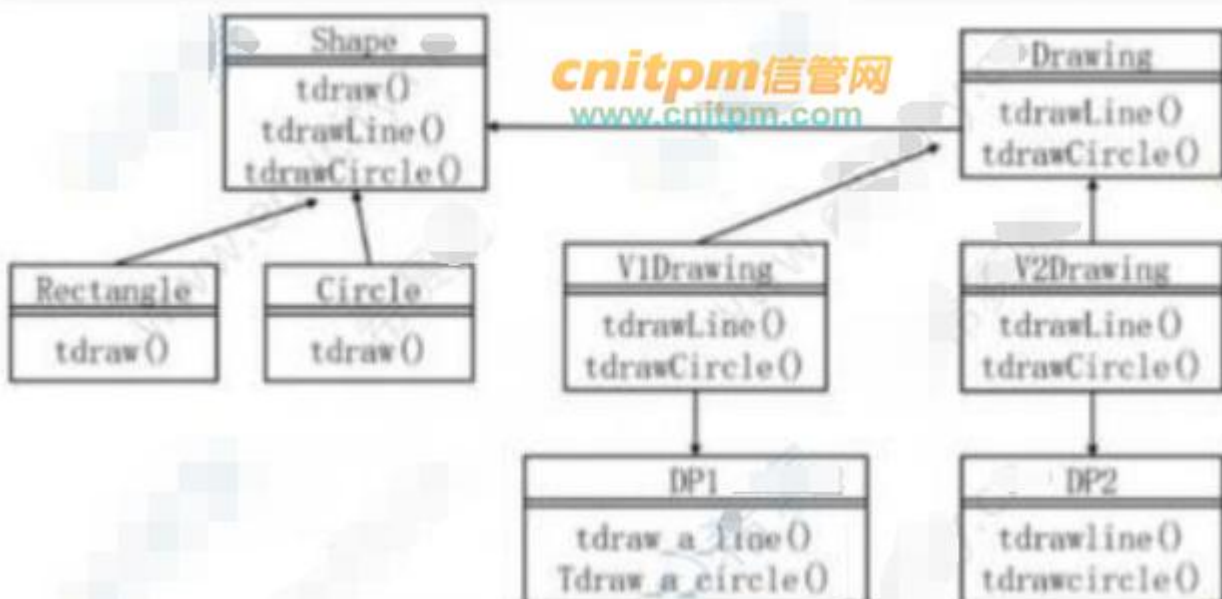 Shape
tdraw()
tdrawLine()
tdrawCircle()
cnitpm信管网
www.cnitpm.com
Drawing
tdrawLine()
tdrawCircle()
Rectangle
tdraw()
Circle
tdraw()
V1Drawing
tdrawLine()
tdrawCircle()
V2Drawing
tdrawLine()
tdrawCircle()
DP1
tdraw_a_line()
Tdraw_a_circle()
DP2
tdrawline()
tdrawcircle()